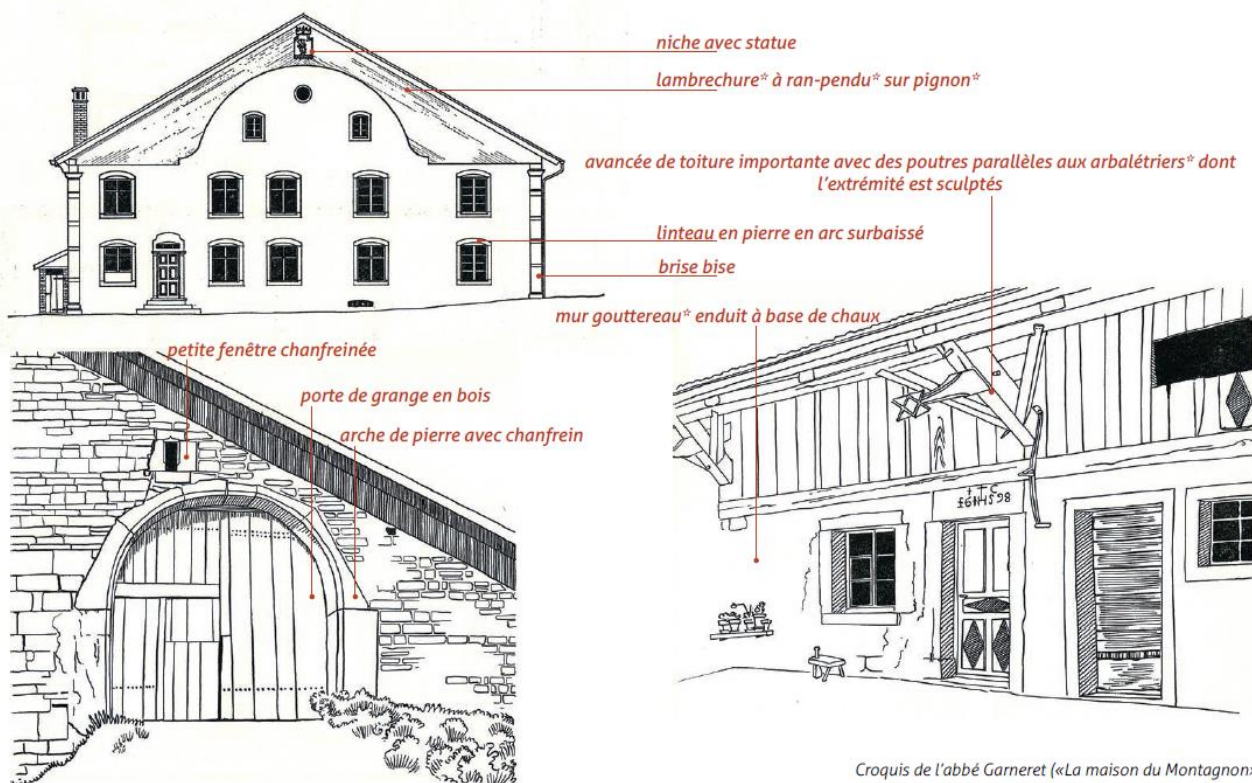 niche avec statue
lambrechure* à ran-pendu* sur pignon*
avancée de toiture importante avec des poutres parallèles aux arbalétriers* dont
l'extrémité est sculptés
linteau en pierre en arc surbaissé
brise bise
mur gouttereau* enduit à base de chaux
petite fenêtre chanfreinée
porte de grange en bois
arche de pierre avec chanfrein
Croquis de l'abbé Garneret («La maison du Montagnon»